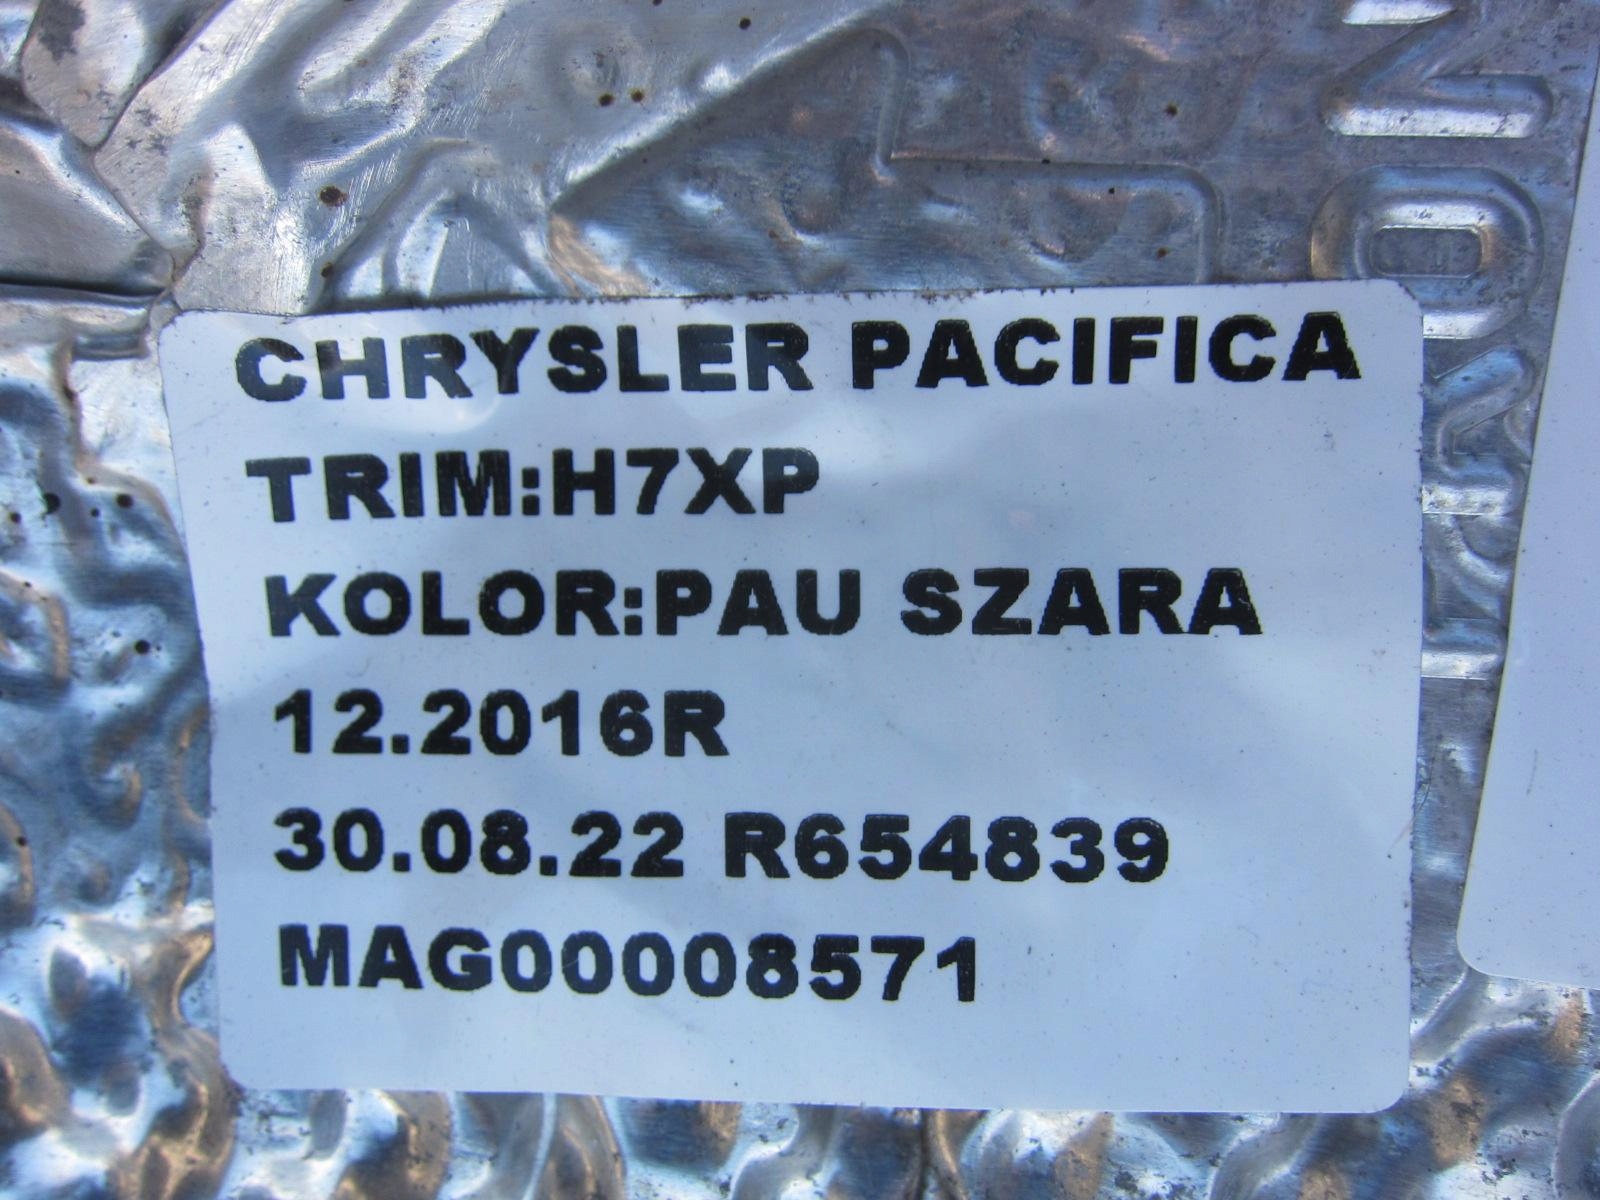 CHRYSLER PACIFICA
TRIM:H7XP
KOLOR:PAU SZARA
12.2016R
30.08.22 R654839
MAG00008571